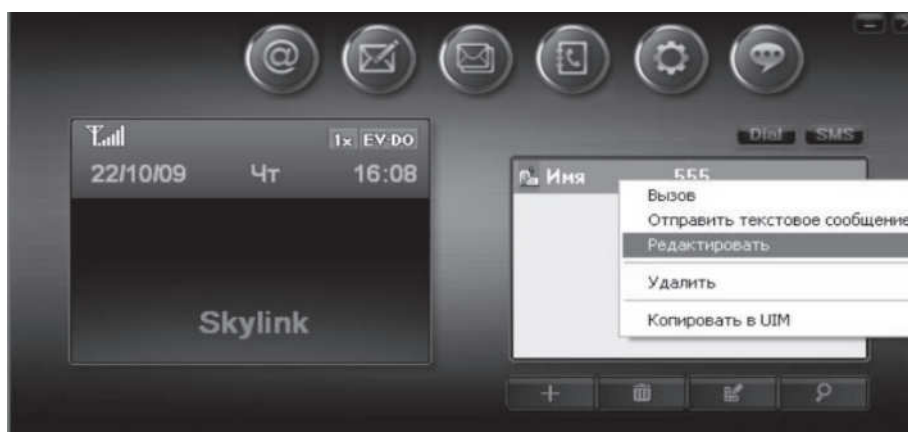 1x EV-DO
22/10/09 Чт 16:08
Skylink
Dial SMS
Имя 555
Вызов
Отправить текстовое сообщение
Редактировать
Удалить
Копировать в UIM